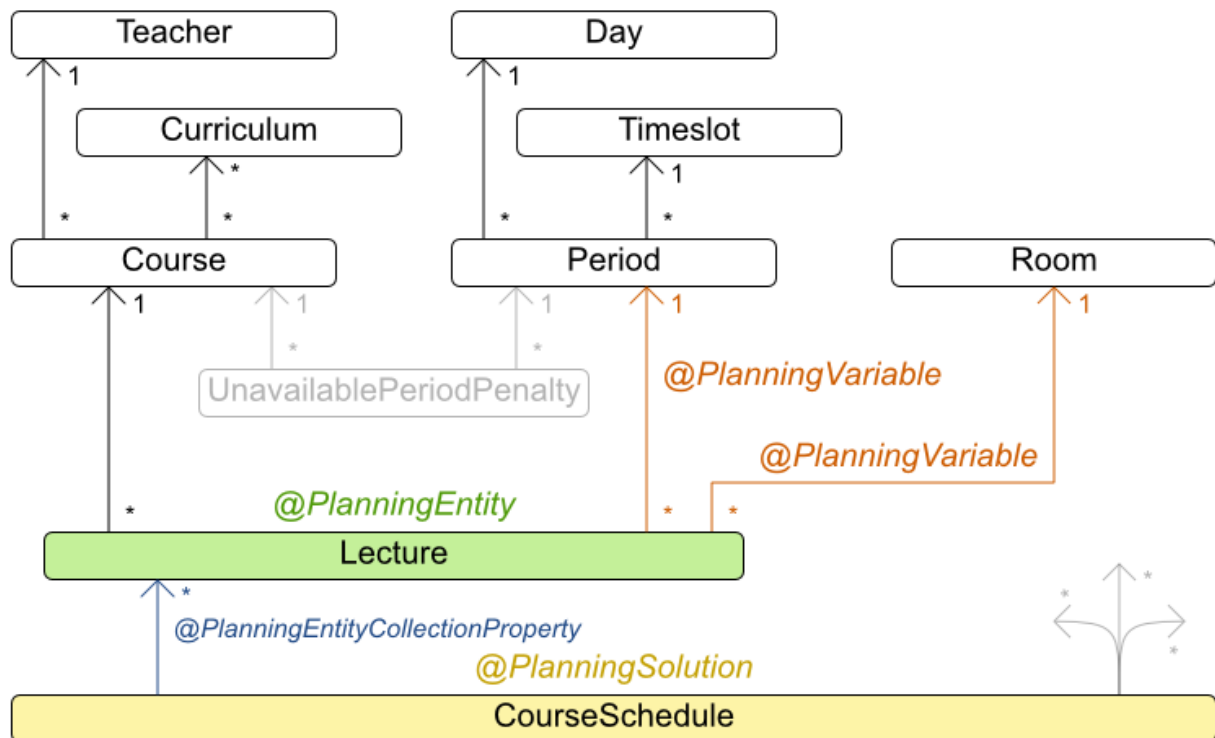 Teacher
Day
1
1
Curriculum
Timeslot
*
1
*
*
*
*
Course
Period
Room
1
1
1
1
1
*
*
UnavailablePeriodPenalty
@PlanningVariable
@PlanningVariable
@PlanningEntity
*
*
*
Lecture
*
*
*
@PlanningEntityCollectionProperty
*
@PlanningSolution
CourseSchedule